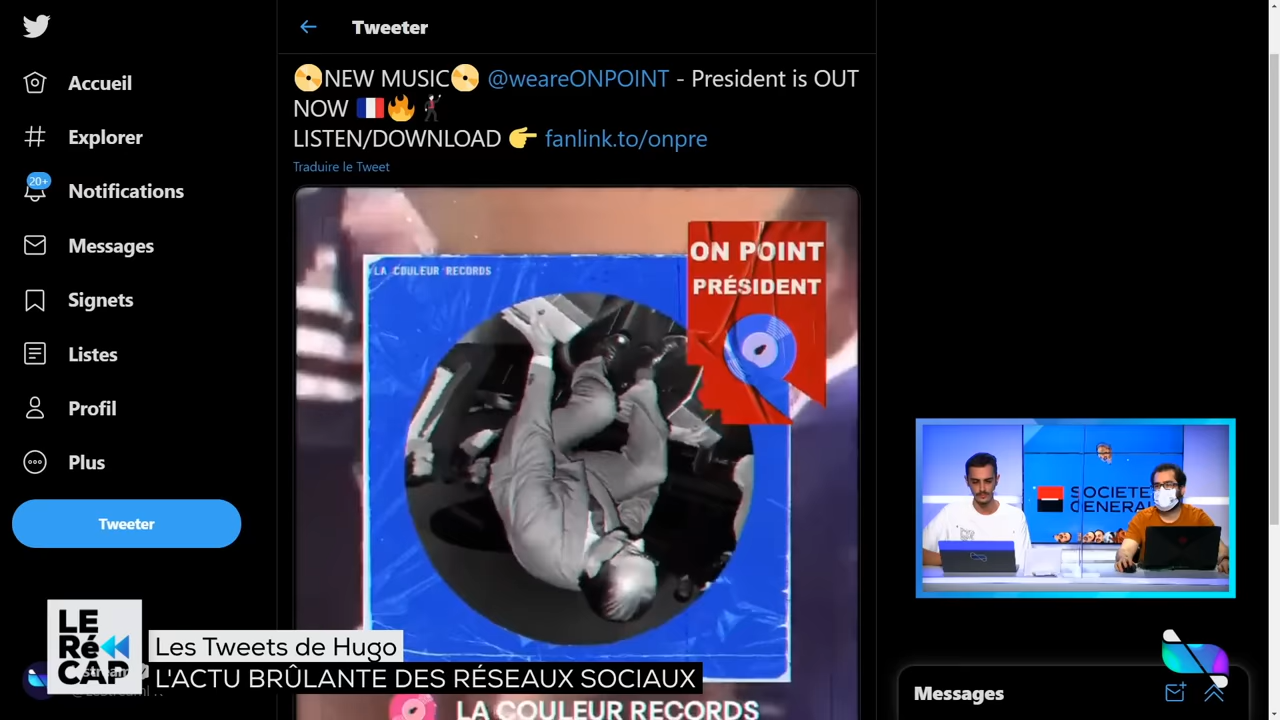 Tweeter
Accueil
Explorer
20+
Notifications
Messages
Signets
Listes
Profil
Plus
Tweeter
NEW MUSIC @weareONPOINT - President is OUT
NOW
LISTEN/DOWNLOAD fanlink.to/onpre
Traduire le Tweet
LA COULEUR RECORDS
ON POINT
PRÉSIDENT
SOCIETE
GENERA
LE
Ré
CAP
Les Tweets de Hugo
L'ACTU BRÛLANTE DES RÉSEAUX SOCIAUX
LA COULEUR RECORDS
Messages